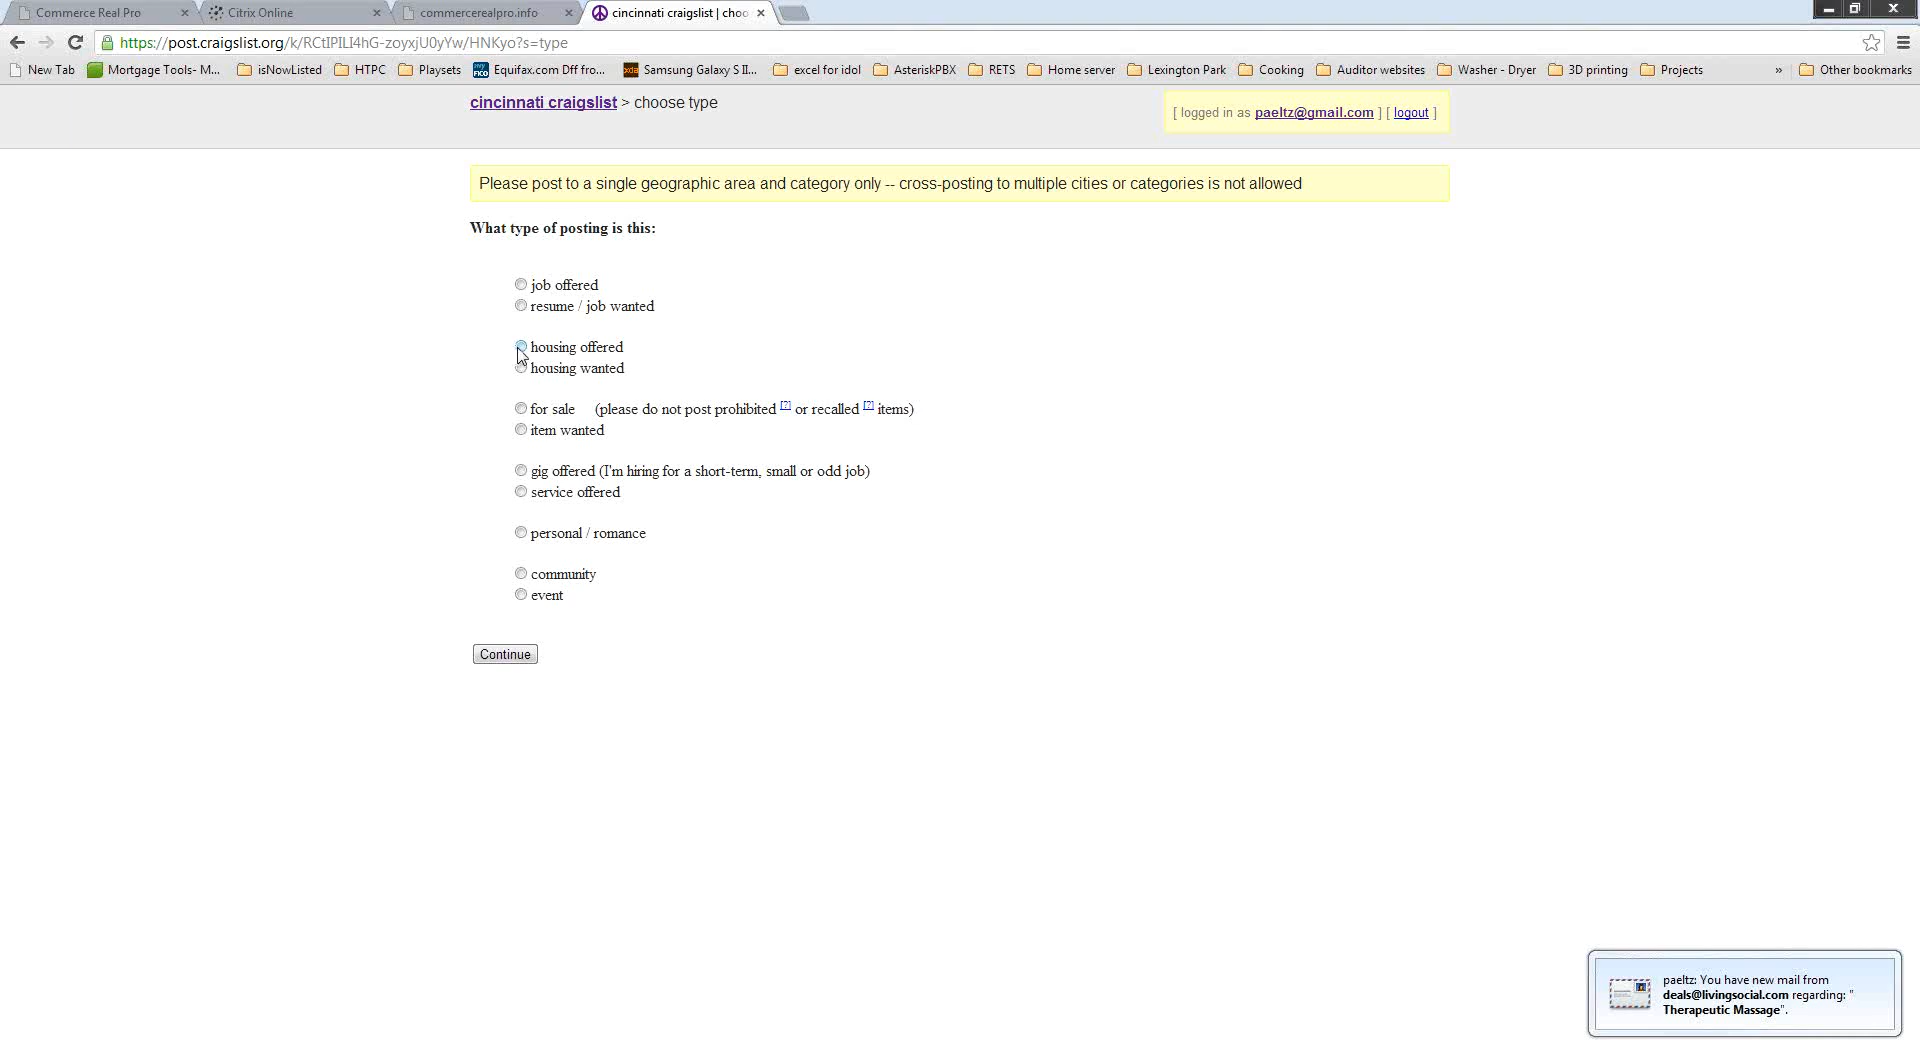 Commerce Real Pro
Citrix Online
commercerealpro.info
cincinnati craigslist | choo
https://post.craigslist.org/k/RCtIPILI4hG-zoyxjU0yYw/HNKyo?s=type
New Tab
Mortgage Tools- M...
isNowListed
HTPC
Playsets
Equifax.com Dff fro...
Samsung Galaxy S II...
excel for idol
AsteriskPBX
RETS
Home server
Lexington Park
Cooking
Auditor websites
Washer - Dryer
3D printing
Projects
»
Other bookmarks
cincinnati craigslist > choose type
[ logged in as paeltz@gmail.com ] [ logout ]
Please post to a single geographic area and category only -- cross-posting to multiple cities or categories is not allowed
What type of posting is this:
job offered
resume / job wanted
housing offered
housing wanted
for sale (please do not post prohibited [?] or recalled [?] items)
item wanted
gig offered (I'm hiring for a short-term, small or odd job)
service offered
personal / romance
community
event
Continue
paeltz: You have new mail from
deals@livingsocial.com regarding: "
Therapeutic Massage".